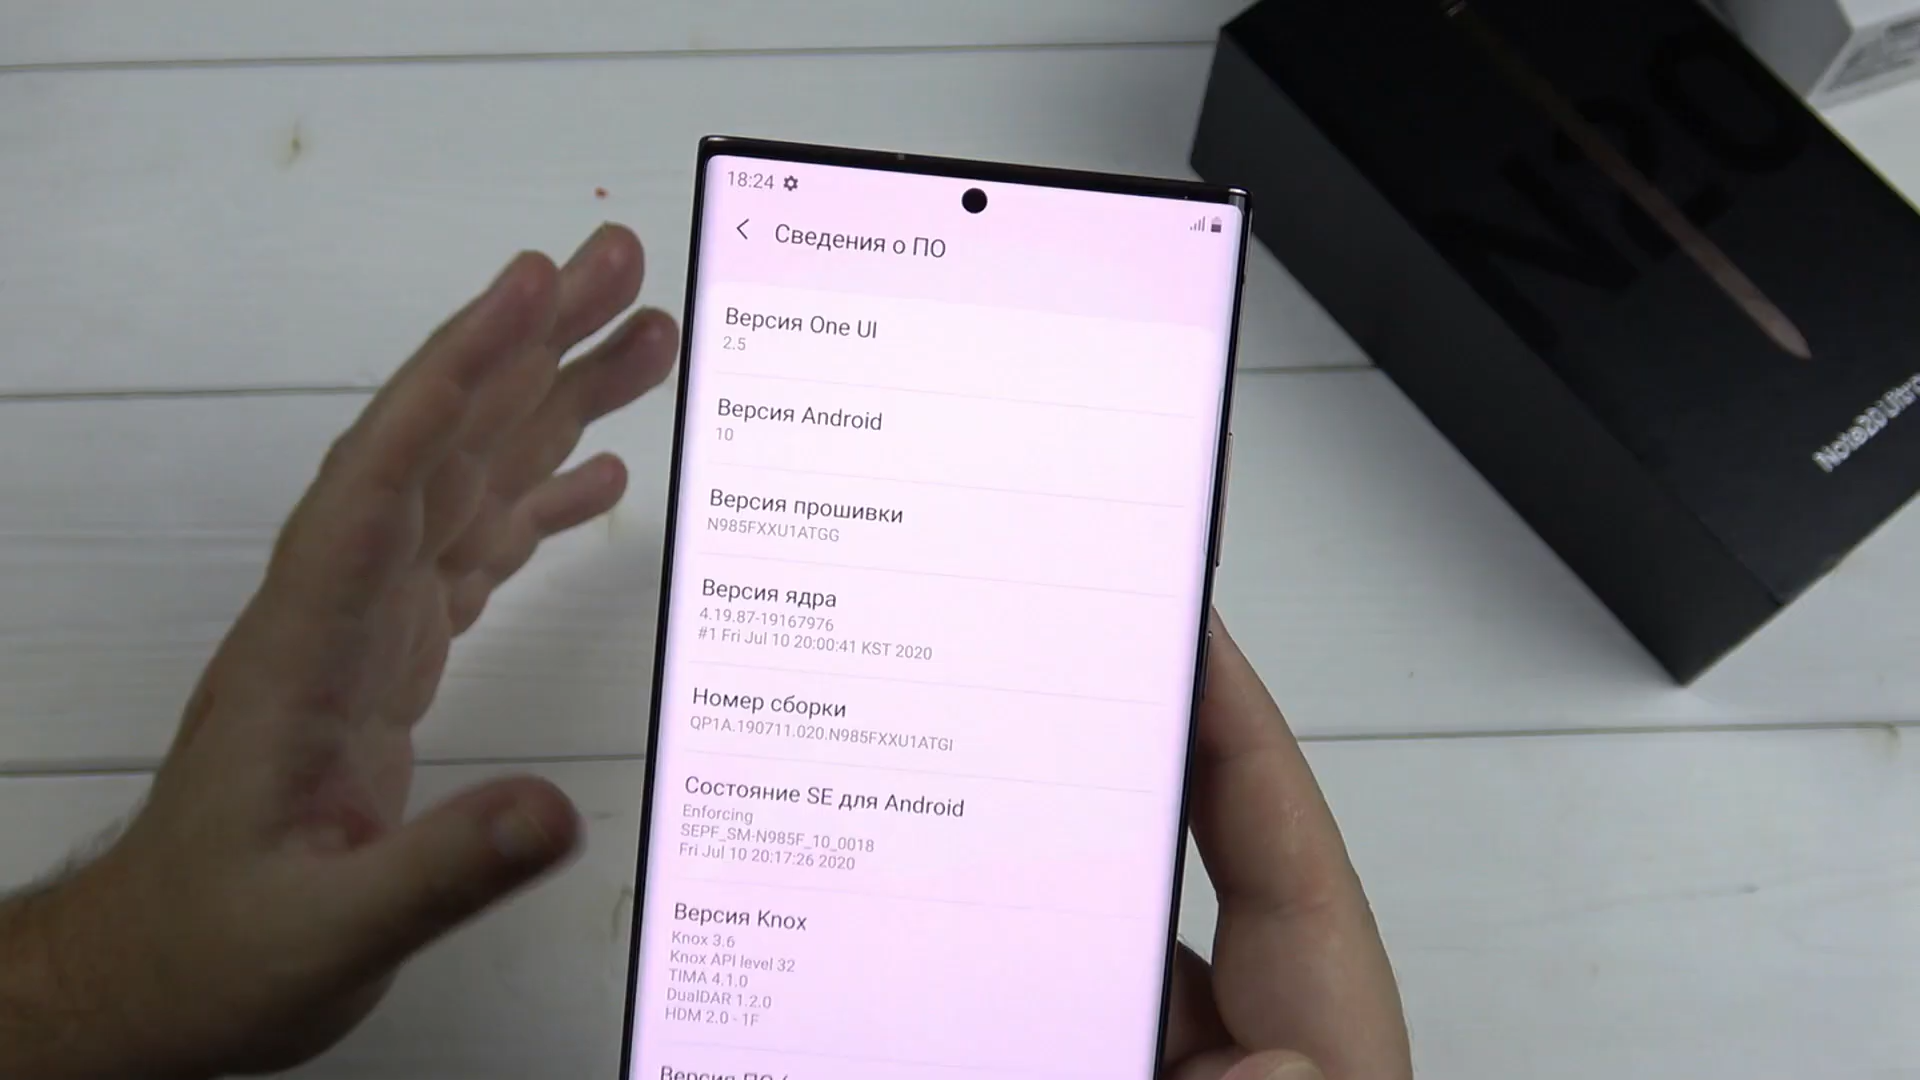 18:24
Сведения о ПО
Версия One UI
2.5
Версия Android
10
Версия прошивки
N985FXXU1ATGG
Версия ядра
4.19.87-19167976
#1 Fri Jul 10 20:00:41 KST 2020
Номер сборки
QP1A.190711.020.N985FXXU1ATGI
Состояние SE для Android
Enforcing
SEPF_SM-N985F_10_0018
Fri Jul 10 20:17:26 2020
Версия Knox
Knox 3.6
Knox API level 32
TIMA 4.1.0
DualDAR 1.2.0
HDM 2.0 - 1F
Версия ПО
N20
Note20 Ultra